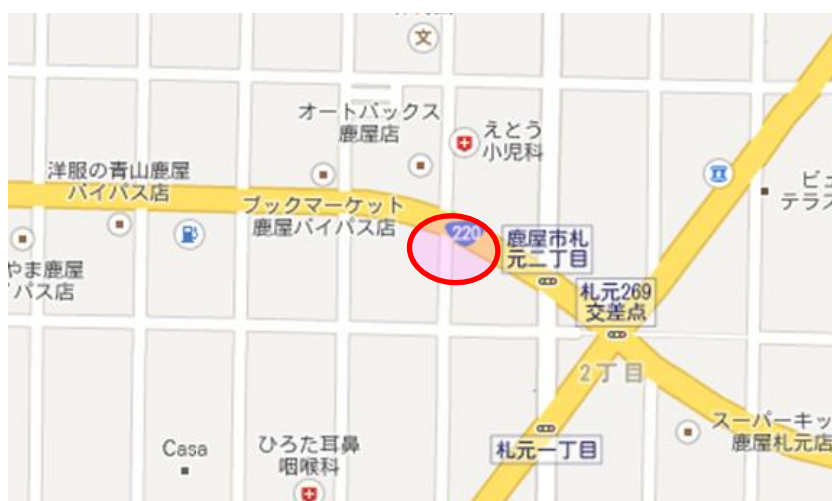 文
オートバックス
鹿屋店
えとう
小児科
洋服の青山鹿屋
バイパス店
ブックマーケット
鹿屋バイパス店
220
鹿屋市札
元二丁目
ビュ
テラス
やま鹿屋
イパス店
札元269
交差点
2丁目
スーパーキッ
鹿屋札元店
札元一丁目
Casa
ひろた耳鼻
咽喉科